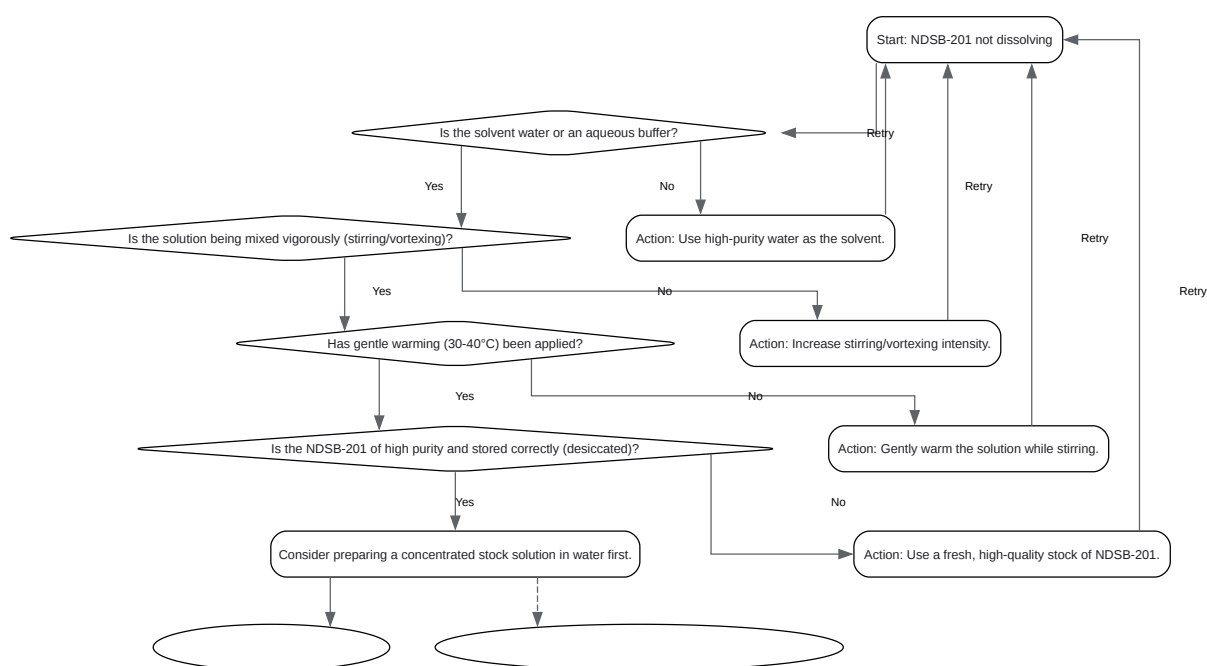 Start: NDSB-201 not dissolving
Is the solvent water or an aqueous buffer?
Retry
Yes
No
Retry
Is the solution being mixed vigorously (stirring/vortexing)?
Action: Use high-purity water as the solvent.
Retry
Yes
No
Retry
Has gentle warming (30-40°C) been applied?
Action: Increase stirring/vortexing intensity.
Yes
No
Is the NDSB-201 of high purity and stored correctly (desiccated)?
Action: Gently warm the solution while stirring.
Yes
No
Consider preparing a concentrated stock solution in water first.
Action: Use a fresh, high-quality stock of NDSB-201.